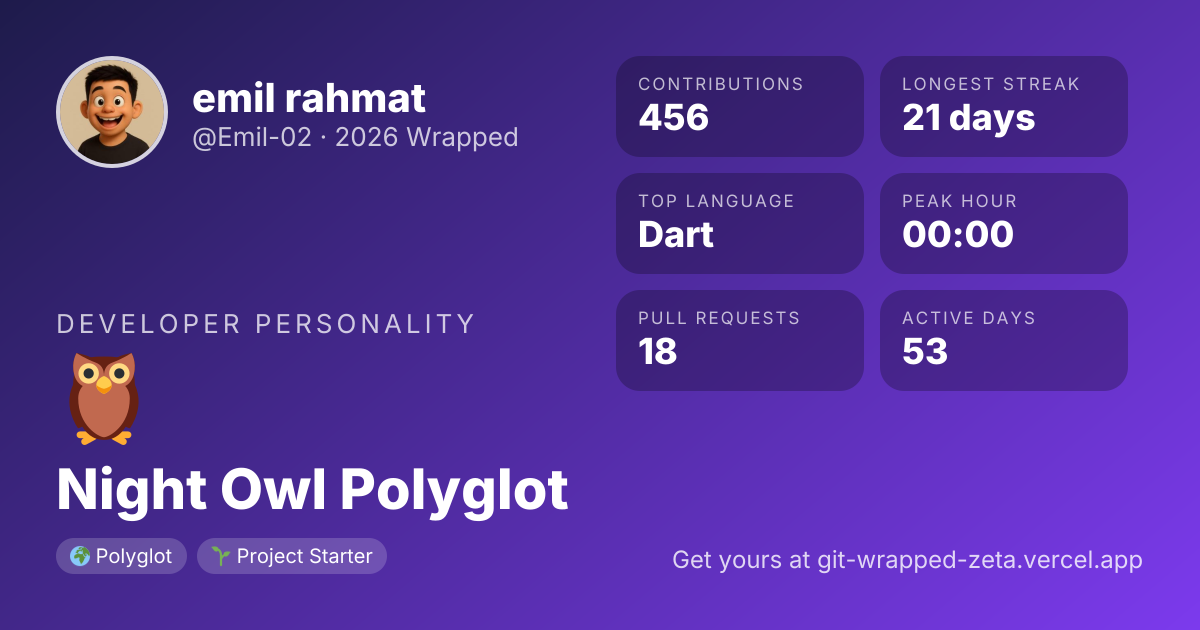 emil rahmat
@Emil-02 · 2026 Wrapped
DEVELOPER PERSONALITY
Night Owl Polyglot
Polyglot
Project Starter
CONTRIBUTIONS
456
LONGEST STREAK
21 days
TOP LANGUAGE
Dart
PEAK HOUR
00:00
PULL REQUESTS
18
ACTIVE DAYS
53
Get yours at git-wrapped-zeta.vercel.app